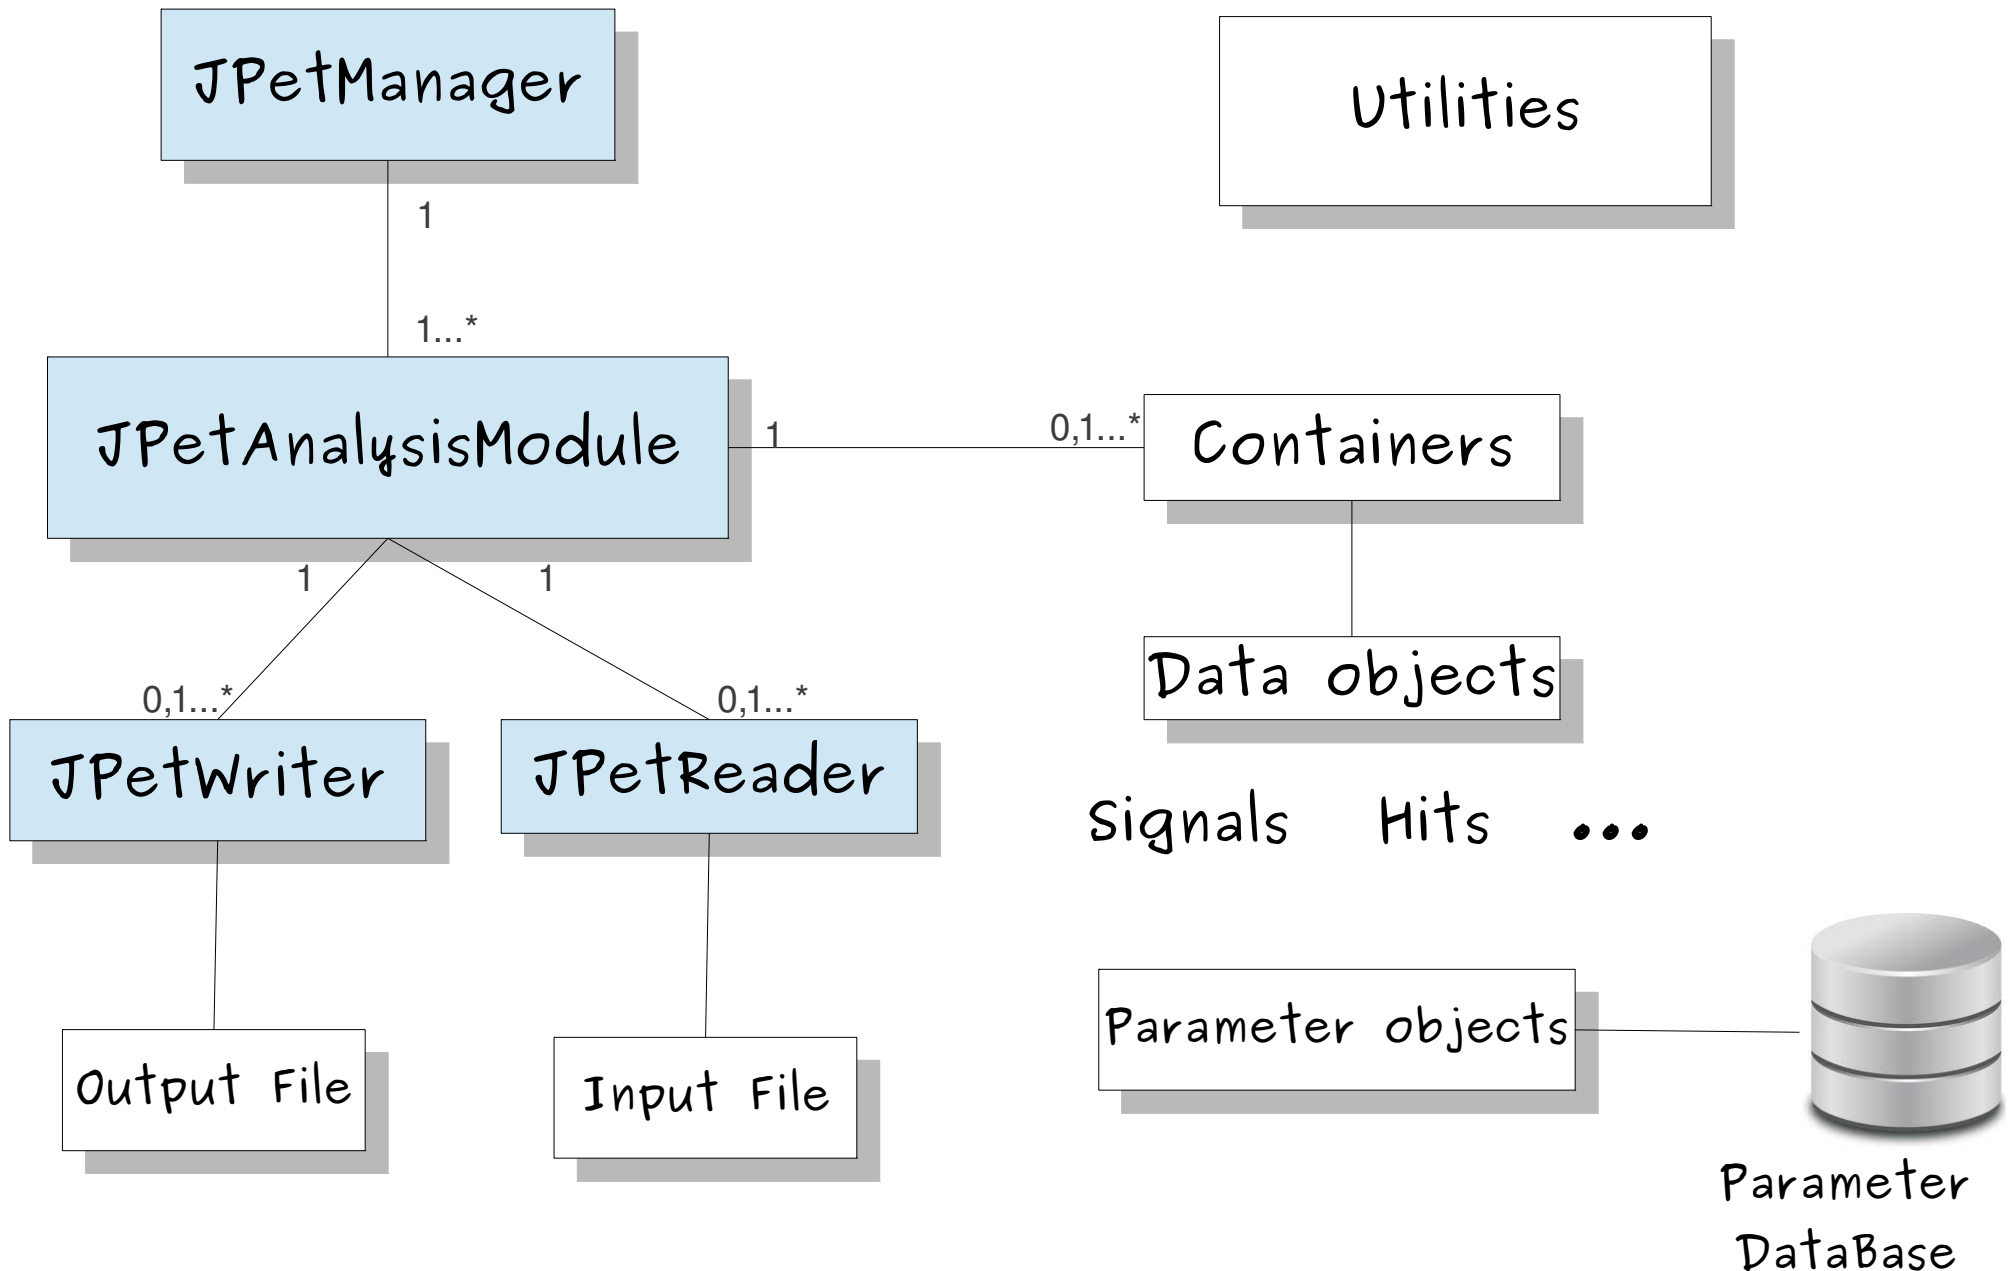 JPetManager
Utilities
1
1...*
JPetAnalysisModule
1
0,1...*
Containers
1
1
Data objects
0,1...*
0,1...*
JPetWriter
JPetReader
Signals Hits ...
Parameter objects
Output File
Input File
Parameter
DataBase